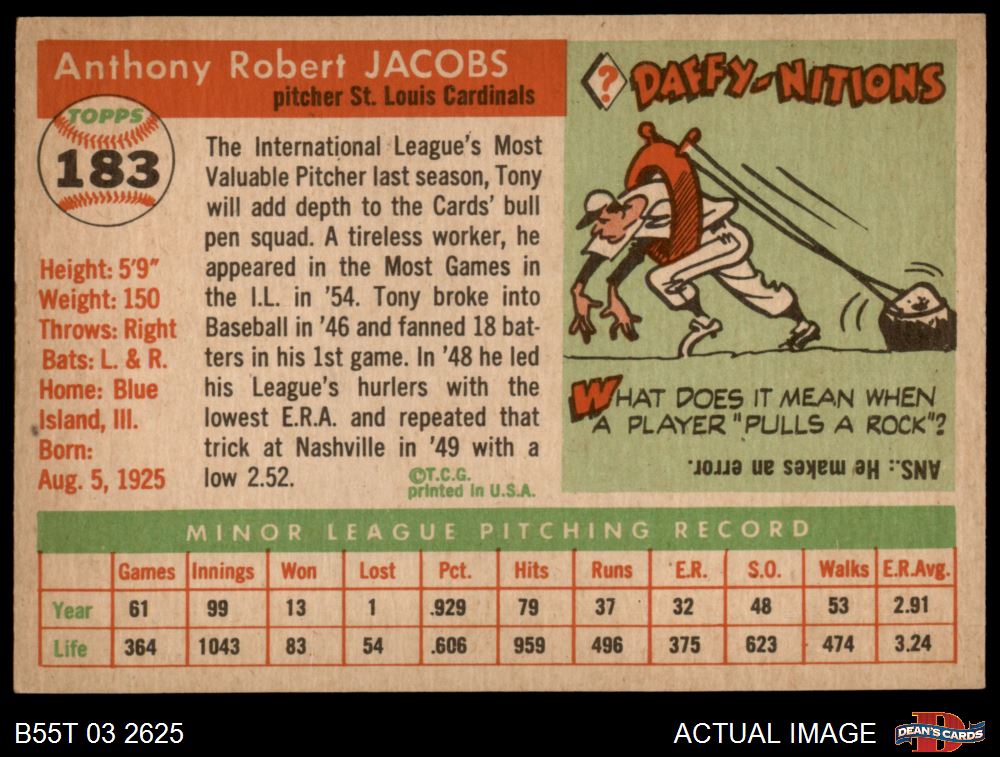 Anthony Robert JACOBS
pitcher St. Louis Cardinals
TOPPS
183
Height: 5'9"
Weight: 150
Throws: Right
Bats: L. & R.
Home: Blue
Island, Ill.
Born:
Aug. 5, 1925
The International League's Most
Valuable Pitcher last season, Tony
will add depth to the Cards' bull
pen squad. A tireless worker, he
appeared in the Most Games in
the I.L. in '54. Tony broke into
Baseball in '46 and fanned 18 bat-
ters in his 1st game. In '48 he led
his League's hurlers with the
lowest E.R.A. and repeated that
trick at Nashville in '49 with a
low 2.52.
©T.C.G.
printed in U.S.A.
? DAFFY-NITIONS
WHAT DOES IT MEAN WHEN
A PLAYER "PULLS A ROCK"?
ANS.: He makes an error.
MINOR LEAGUE PITCHING RECORD
Games Innings Won Lost Pct. Hits Runs E.R. S.O. Walks E.R.Avg.
Year 61 99 13 1 .929 79 37 32 48 53 2.91
Life 364 1043 83 54 .606 959 496 375 623 474 3.24
B55T 03 2625
ACTUAL IMAGE
D
DEAN'S CARDS